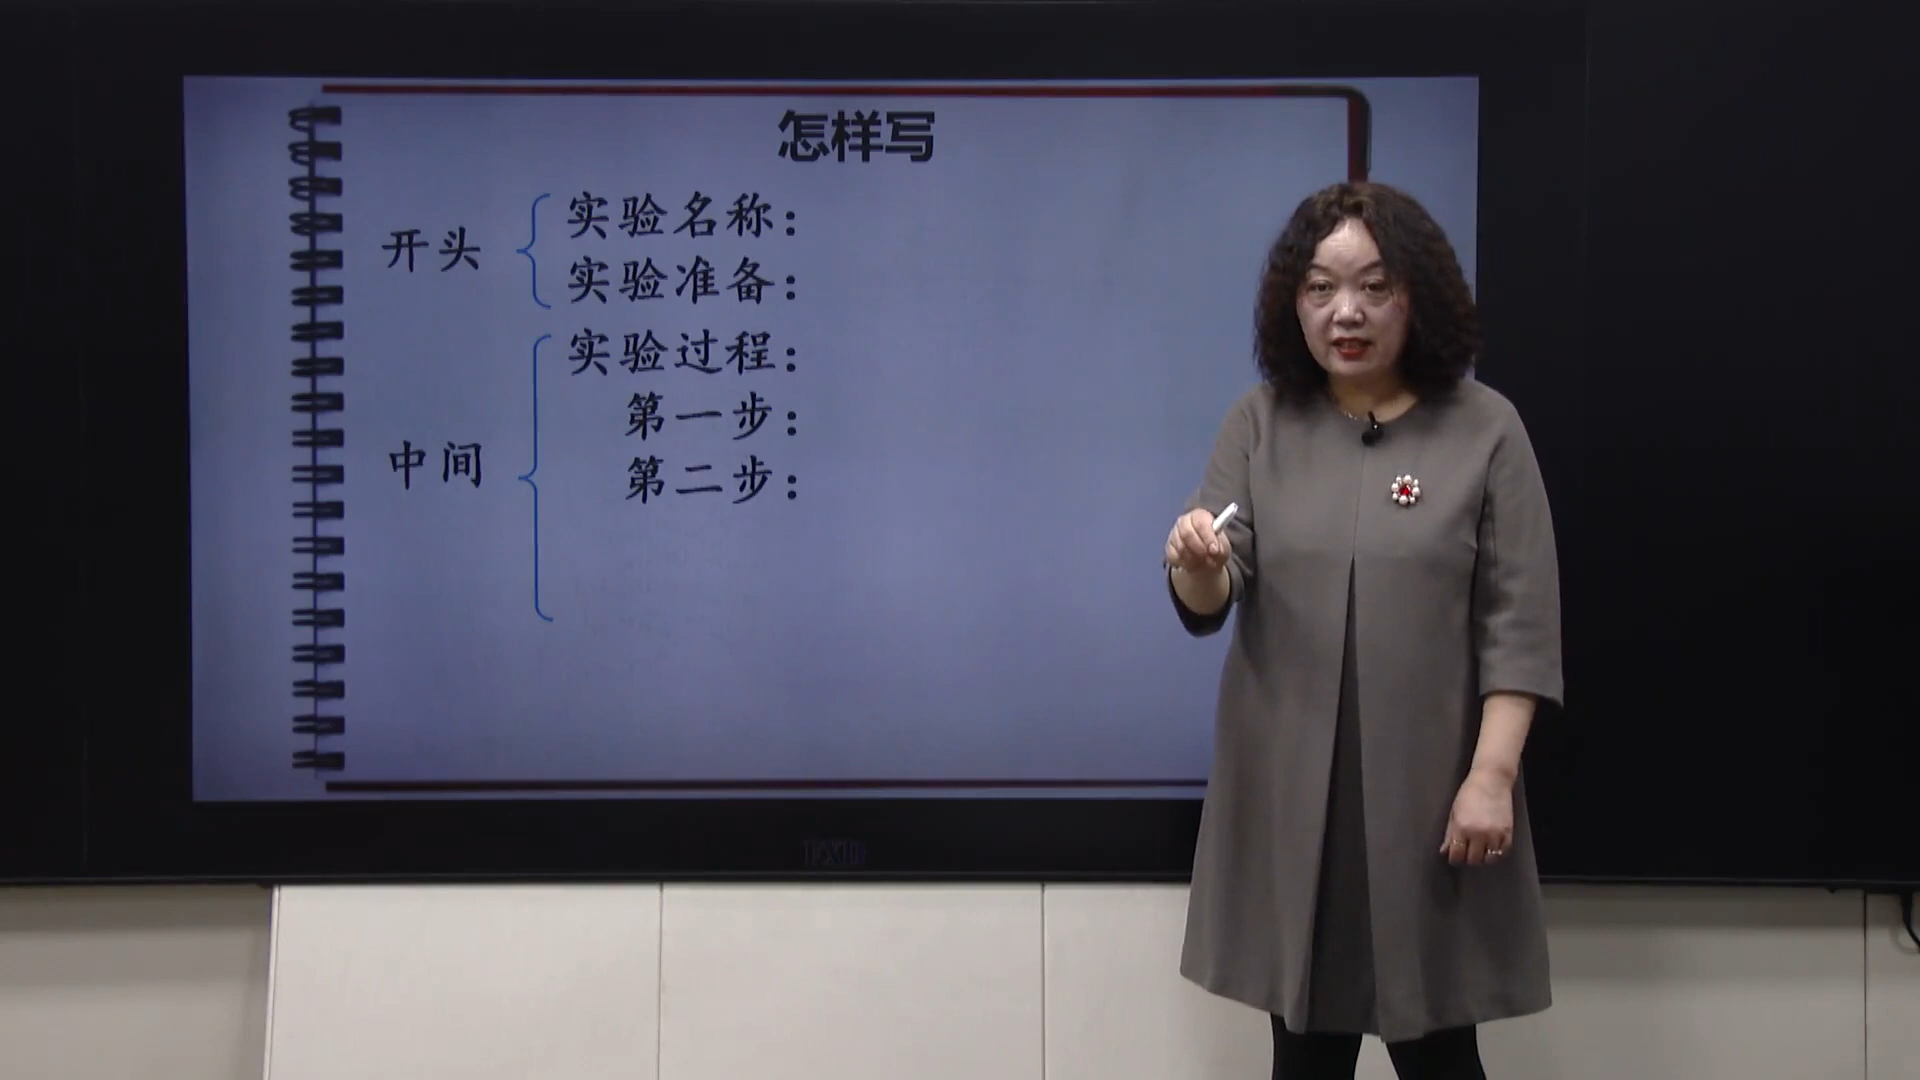 怎样写
开头
实验名称：
实验准备：
中间
实验过程：
第一步：
第二步：